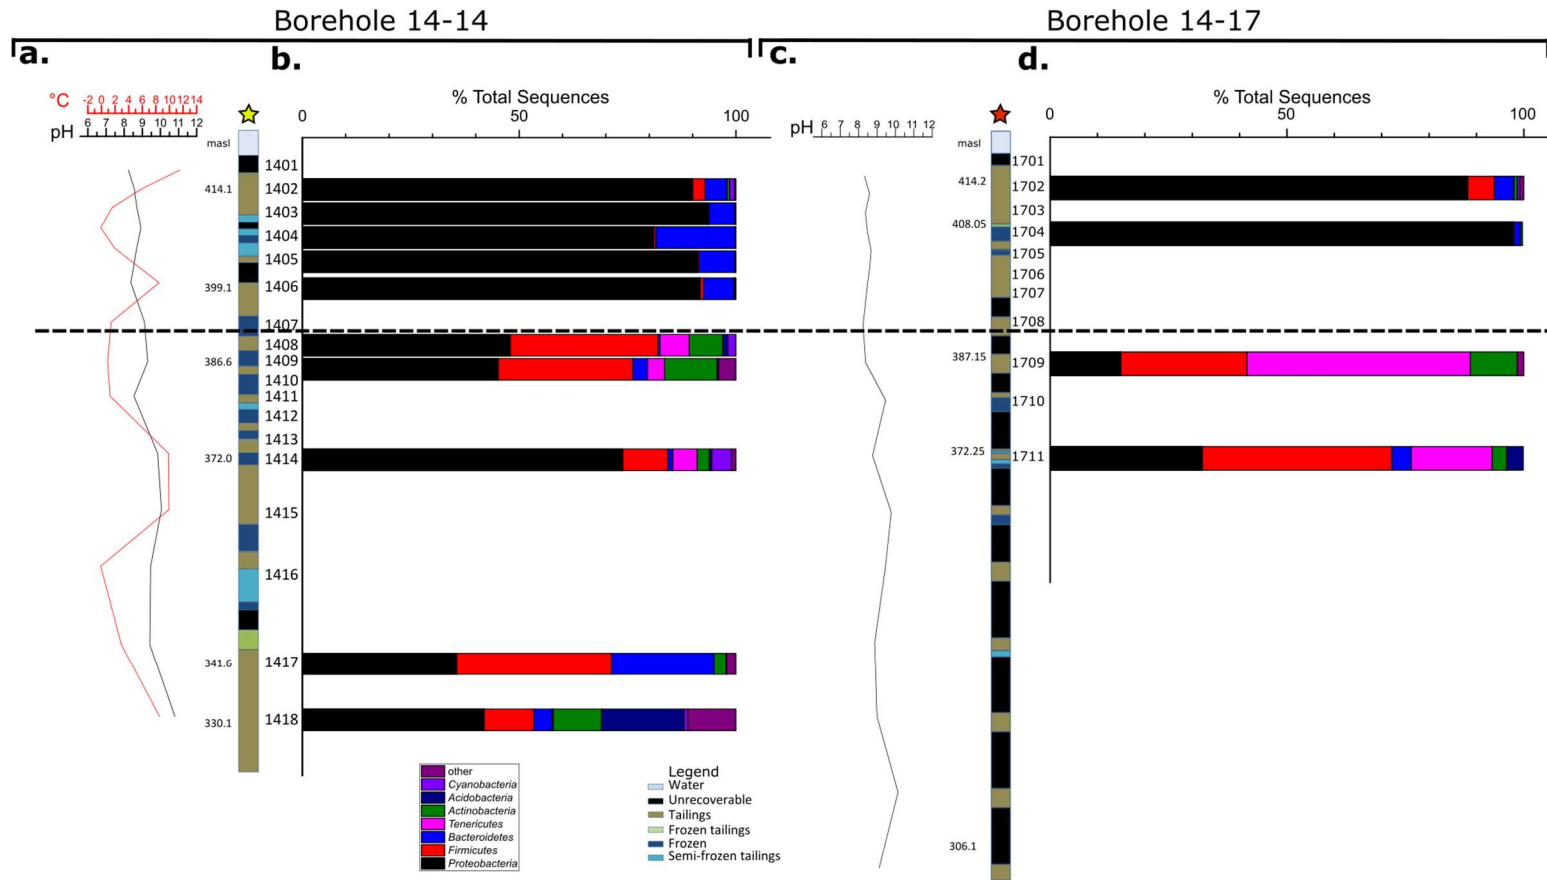 Borehole 14-14
Borehole 14-17
a.
b.
c.
d.
°C
-2 0 2 4 6 8 10 12 14
pH
6 7 8 9 10 11 12
masl
% Total Sequences
0 50 100
1401
414.1
1402
1403
1404
1405
399.1
1406
1407
1408
386.6
1409
1410
1411
1412
1413
372.0
1414
1415
1416
341.6
1417
330.1
1418
pH
6 7 8 9 10 11 12
masl
% Total Sequences
0 50 100
1701
414.2
1702
1703
408.05
1704
1705
1706
1707
1708
387.15
1709
1710
372.25
1711
306.1
other
Cyanobacteria
Acidobacteria
Actinobacteria
Tenericutes
Bacteroidetes
Firmicutes
Proteobacteria
Legend
Water
Unrecoverable
Tailings
Frozen tailings
Frozen
Semi-frozen tailings